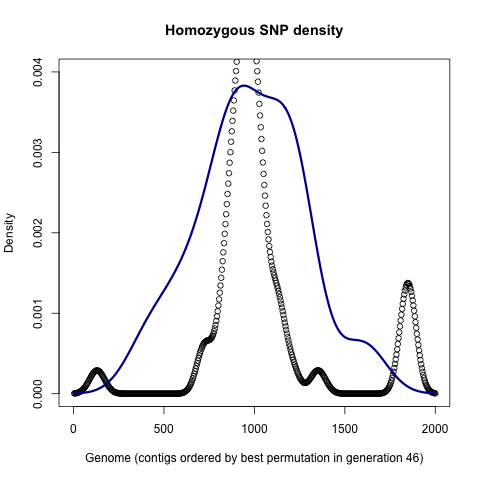 Homozygous SNP density
0.004
0.003
0.002
0.001
0.000
Density
0 500 1000 1500 2000
Genome (contigs ordered by best permutation in generation 46)